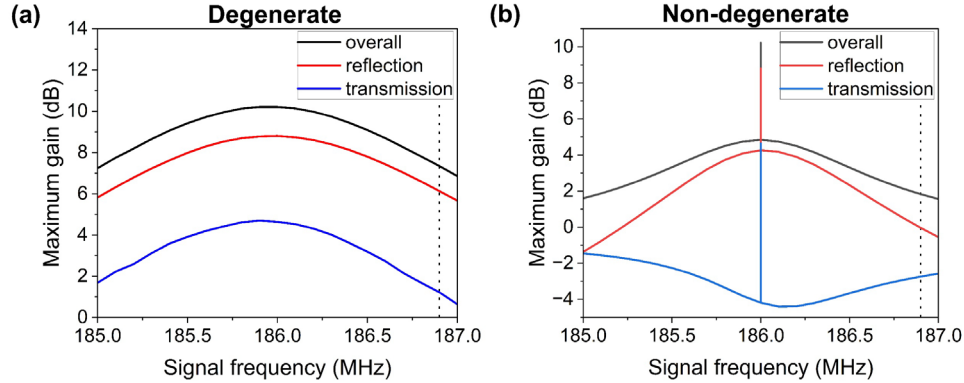 (a)
Degenerate
overall
reflection
transmission
Maximum gain (dB)
14
12
10
8
6
4
2
0
185.0
185.5
186.0
186.5
187.0
Signal frequency (MHz)
(b)
Non-degenerate
overall
reflection
transmission
Maximum gain (dB)
10
8
6
4
2
0
−2
−4
185.0
185.5
186.0
186.5
187.0
Signal frequency (MHz)